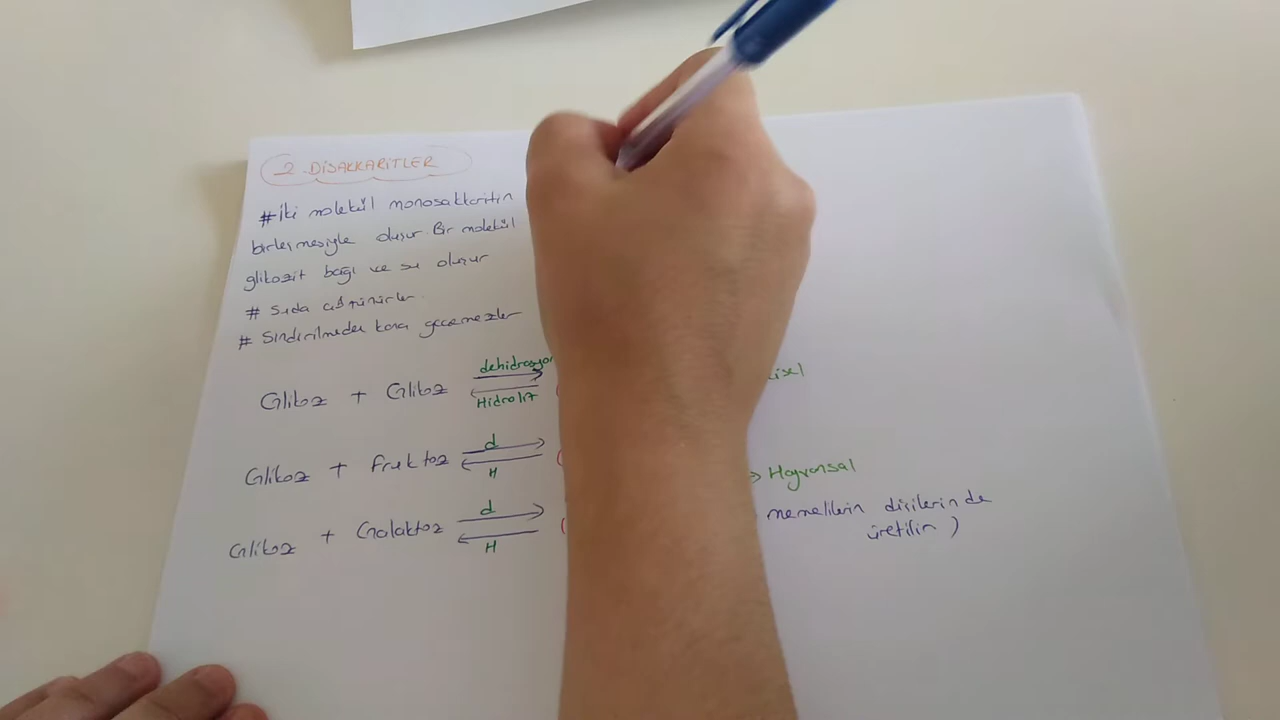 2. DİSAKKARİTLER
# İki molekül monosakkaritin
birleşmesiyle oluşur. Bir molekül
glikozit bağı ve su oluşur
# Suda çözünürler.
# Sindirilmeden kana geçemezler
dehidrasyon
Glikoz + Glikoz
Hidroliz
d
Glikoz + Fruktoz
H
Hayvansal
d
Glikoz + Galaktoz
H
memelilerin dişilerinde
üretilir)